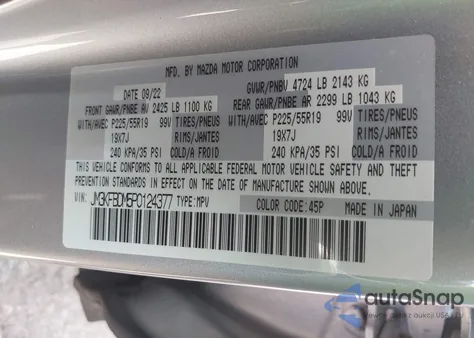 MFD. BY MAZDA MOTOR CORPORATION
DATE 09/22 GVWR/PNBV 4724 LB 2143 KG
FRONT GAWR/PNBE AV 2425 LB 1100 KG REAR GAWR/PNBE AR 2299 LB 1043 KG
WITH/AVEC P225/55R19 99V TIRES/PNEUS WITH/AVEC P225/55R19 99V TIRES/PNEUS
19X7J RIMS/JANTES 19X7J RIMS/JANTES
240 KPA/35 PSI COLD/A FROID 240 KPA/35 PSI COLD/A FROID
THIS VEHICLE CONFORMS TO ALL APPLICABLE FEDERAL MOTOR VEHICLE SAFETY AND THEFT
PREVENTION STANDARDS IN EFFECT ON THE DATE OF MANUFACTURE SHOWN ABOVE.
VIN:
JM3KFBDM5P0124377 TYPE:MPV COLOR CODE:45P MADE IN JAPAN
autoSnap